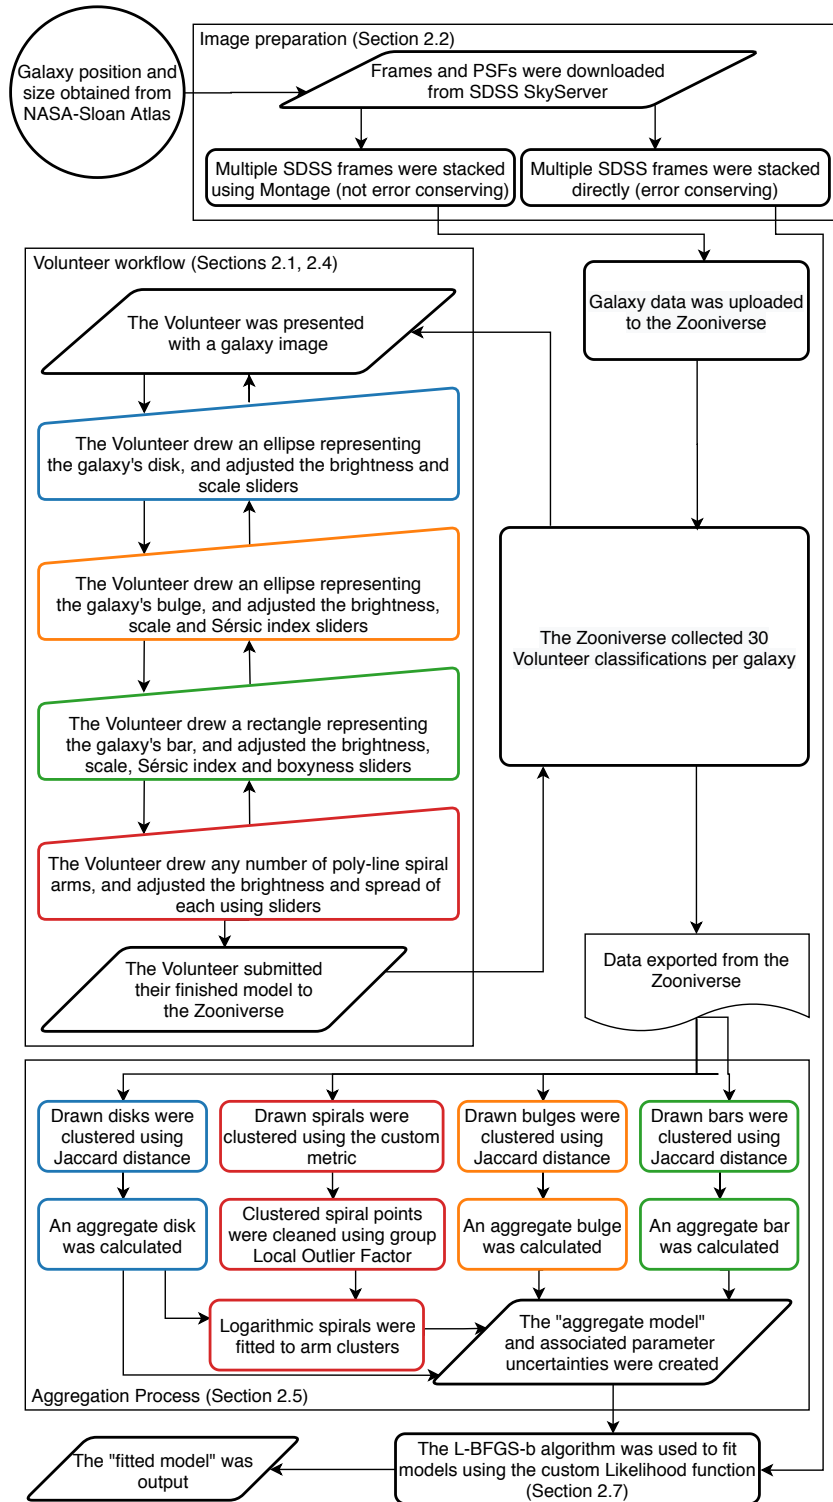 Image preparation (Section 2.2)
Galaxy position and
size obtained from
NASA-Sloan Atlas
Frames and PSFs were downloaded
from SDSS SkyServer
Multiple SDSS frames were stacked
using Montage (not error conserving)
Multiple SDSS frames were stacked
directly (error conserving)
Volunteer workflow (Sections 2.1, 2.4)
The Volunteer was presented
with a galaxy image
Galaxy data was uploaded
to the Zooniverse
The Volunteer drew an ellipse representing
the galaxy's disk, and adjusted the brightness and
scale sliders
The Volunteer drew an ellipse representing
the galaxy's bulge, and adjusted the brightness,
scale and Sérsic index sliders
The Zooniverse collected 30
Volunteer classifications per galaxy
The Volunteer drew a rectangle representing
the galaxy's bar, and adjusted the brightness,
scale, Sérsic index and boxyness sliders
The Volunteer drew any number of poly-line spiral
arms, and adjusted the brightness and spread of
each using sliders
The Volunteer submitted
their finished model to
the Zooniverse
Data exported from the
Zooniverse
Drawn disks were
clustered using
Jaccard distance
Drawn spirals were
clustered using the custom
metric
Drawn bulges were
clustered using
Jaccard distance
Drawn bars were
clustered using
Jaccard distance
An aggregate disk
was calculated
Clustered spiral points
were cleaned using group
Local Outlier Factor
An aggregate bulge
was calculated
An aggregate bar
was calculated
Logarithmic spirals were
fitted to arm clusters
The "aggregate model"
and associated parameter
uncertainties were created
Aggregation Process (Section 2.5)
The "fitted model" was
output
The L-BFGS-b algorithm was used to fit
models using the custom Likelihood function
(Section 2.7)